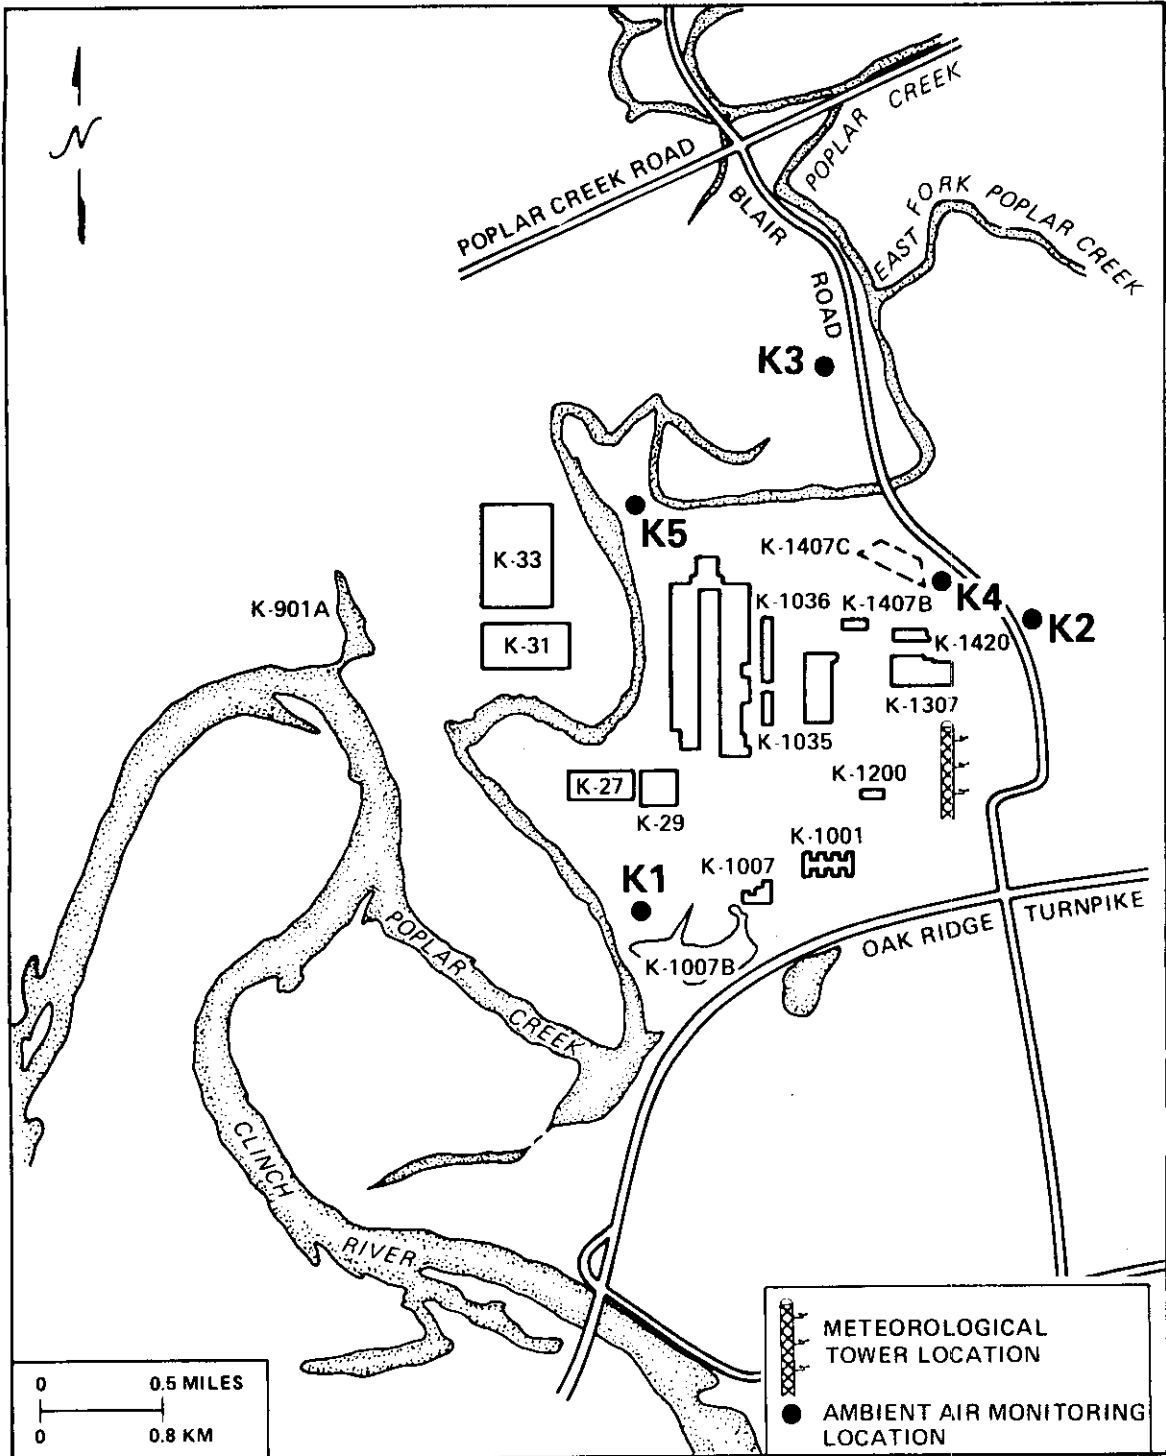 N
POPLAR CREEK ROAD
POPLAR CREEK
BLAIR
ROAD
EAST FORK POPLAR CREEK
K3
K5
K-33
K-1407C
K4
K-901A
K-1036
K-1407B
K2
K-31
K-1420
K-1307
K-1035
K-27
K-1200
K-29
K-1001
K1
K-1007
POPLAR
CREEK
K-1007B
OAK RIDGE TURNPIKE
CLINCH
RIVER
METEOROLOGICAL
TOWER LOCATION
0 0.5 MILES
0 0.8 KM
AMBIENT AIR MONITORING
LOCATION